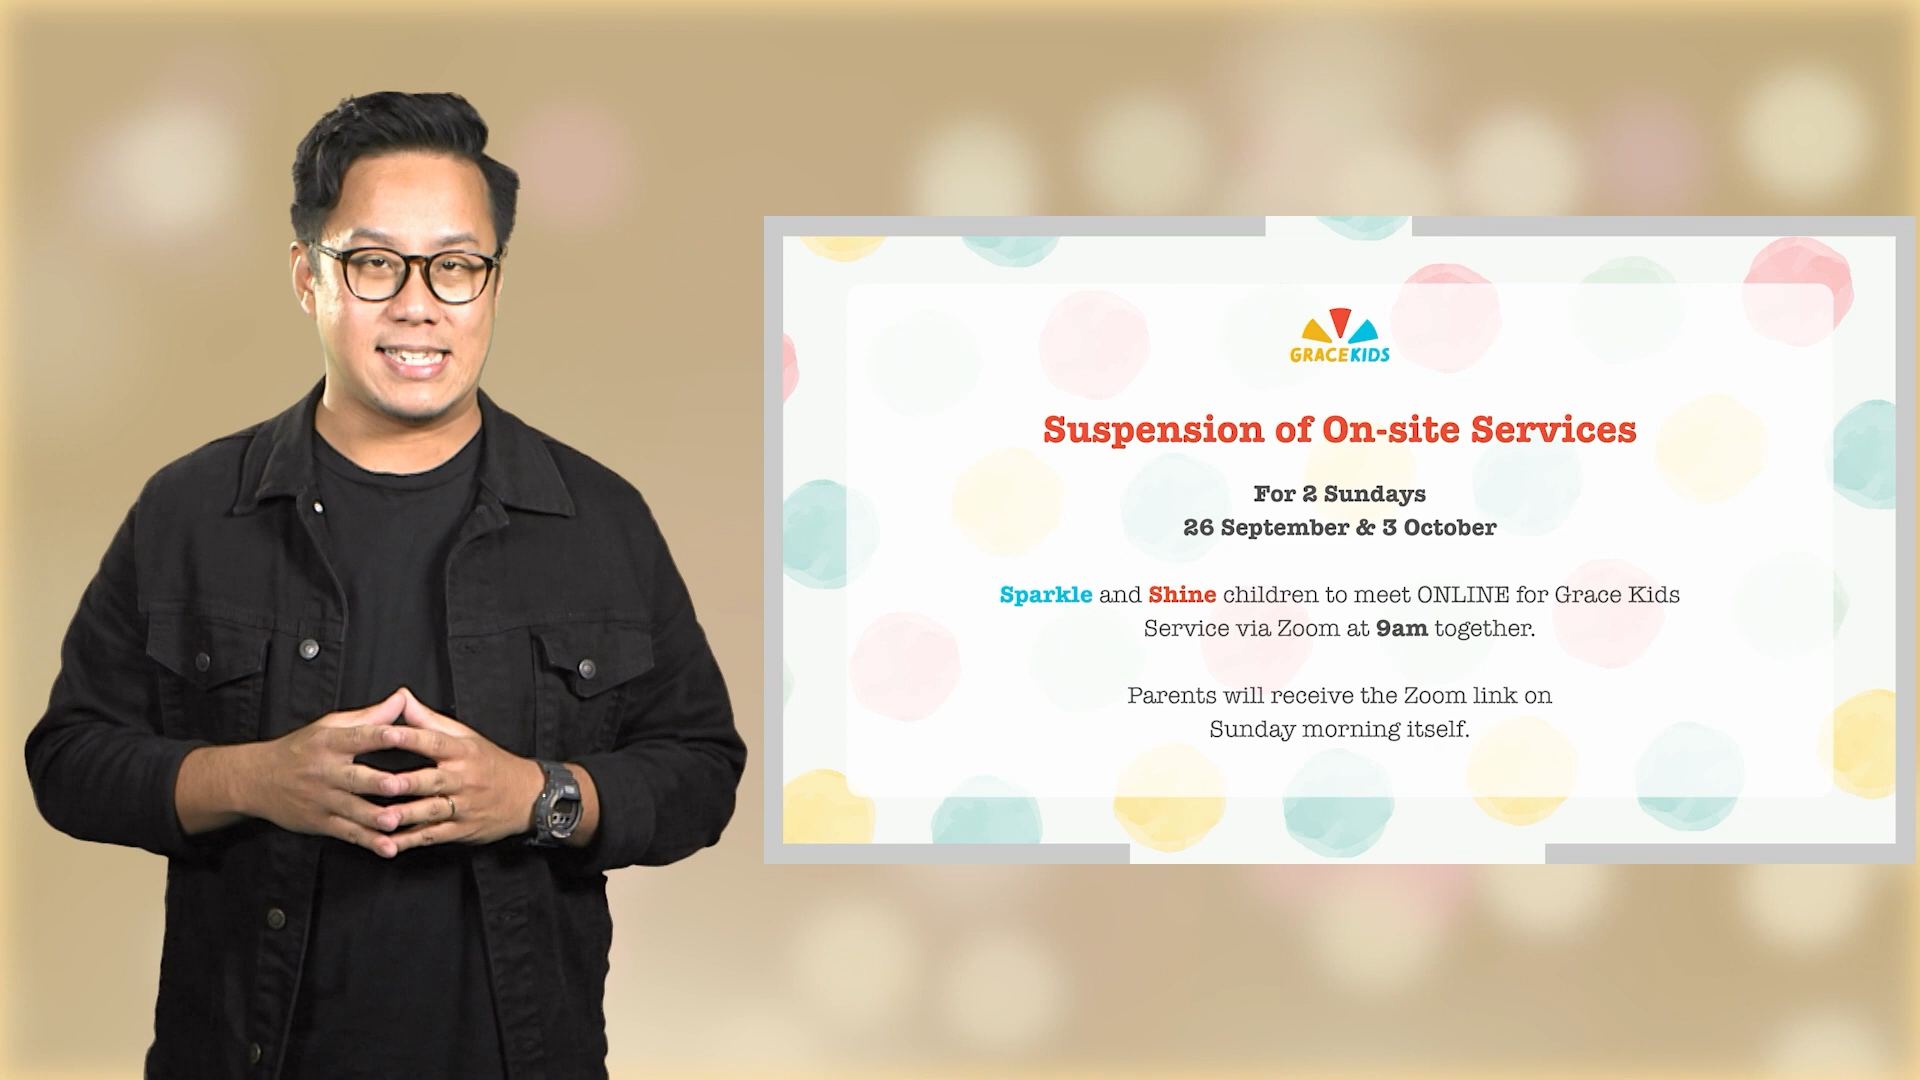 GRACEKIDS
Suspension of On-site Services
For 2 Sundays
26 September & 3 October
Sparkle and Shine children to meet ONLINE for Grace Kids
Service via Zoom at 9am together.
Parents will receive the Zoom link on
Sunday morning itself.